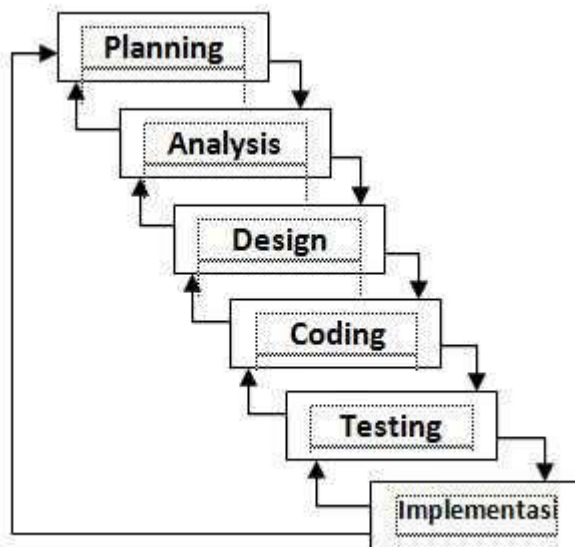 Planning
Analysis
Design
Coding
Testing
Implementasi